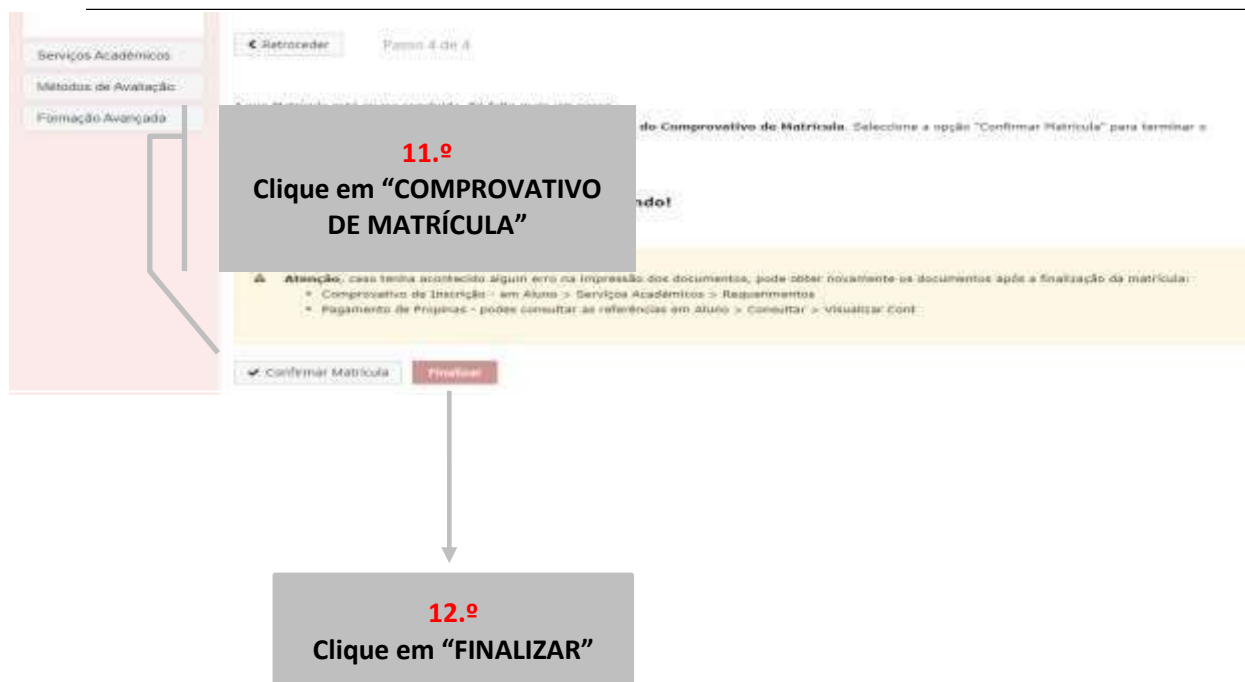 Serviços Académicos
Métodos de Avaliação
Formação Avançada
Retroceder
Passo 4 de 4
do Comprovativo de Matrícula. Seleccione a opção "Confirmar Matrícula" para terminar o
11.º
Clique em “COMPROVATIVO
DE MATRÍCULA”
ndo!
Atenção, caso tenha acontecido algum erro na impressão dos documentos, pode obter novamente os documentos após a finalização da matrícula:
Comprovativo de Inscrição - em Aluno > Serviços Académicos > Requerimentos
Pagamento de Propinas - podes consultar as referências em Aluno > Consultar > Visualizar Cont
Confirmar Matrícula
Finalizar
12.º
Clique em “FINALIZAR”